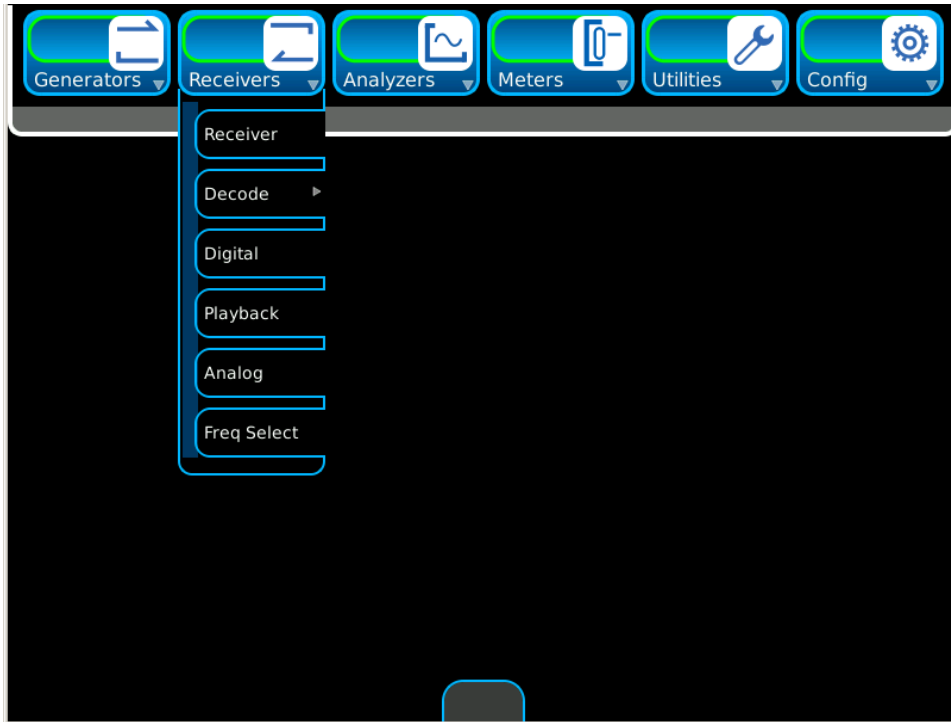 Generators
Receivers
Analyzers
Meters
Utilities
Config
Receiver
Decode
Digital
Playback
Analog
Freq Select